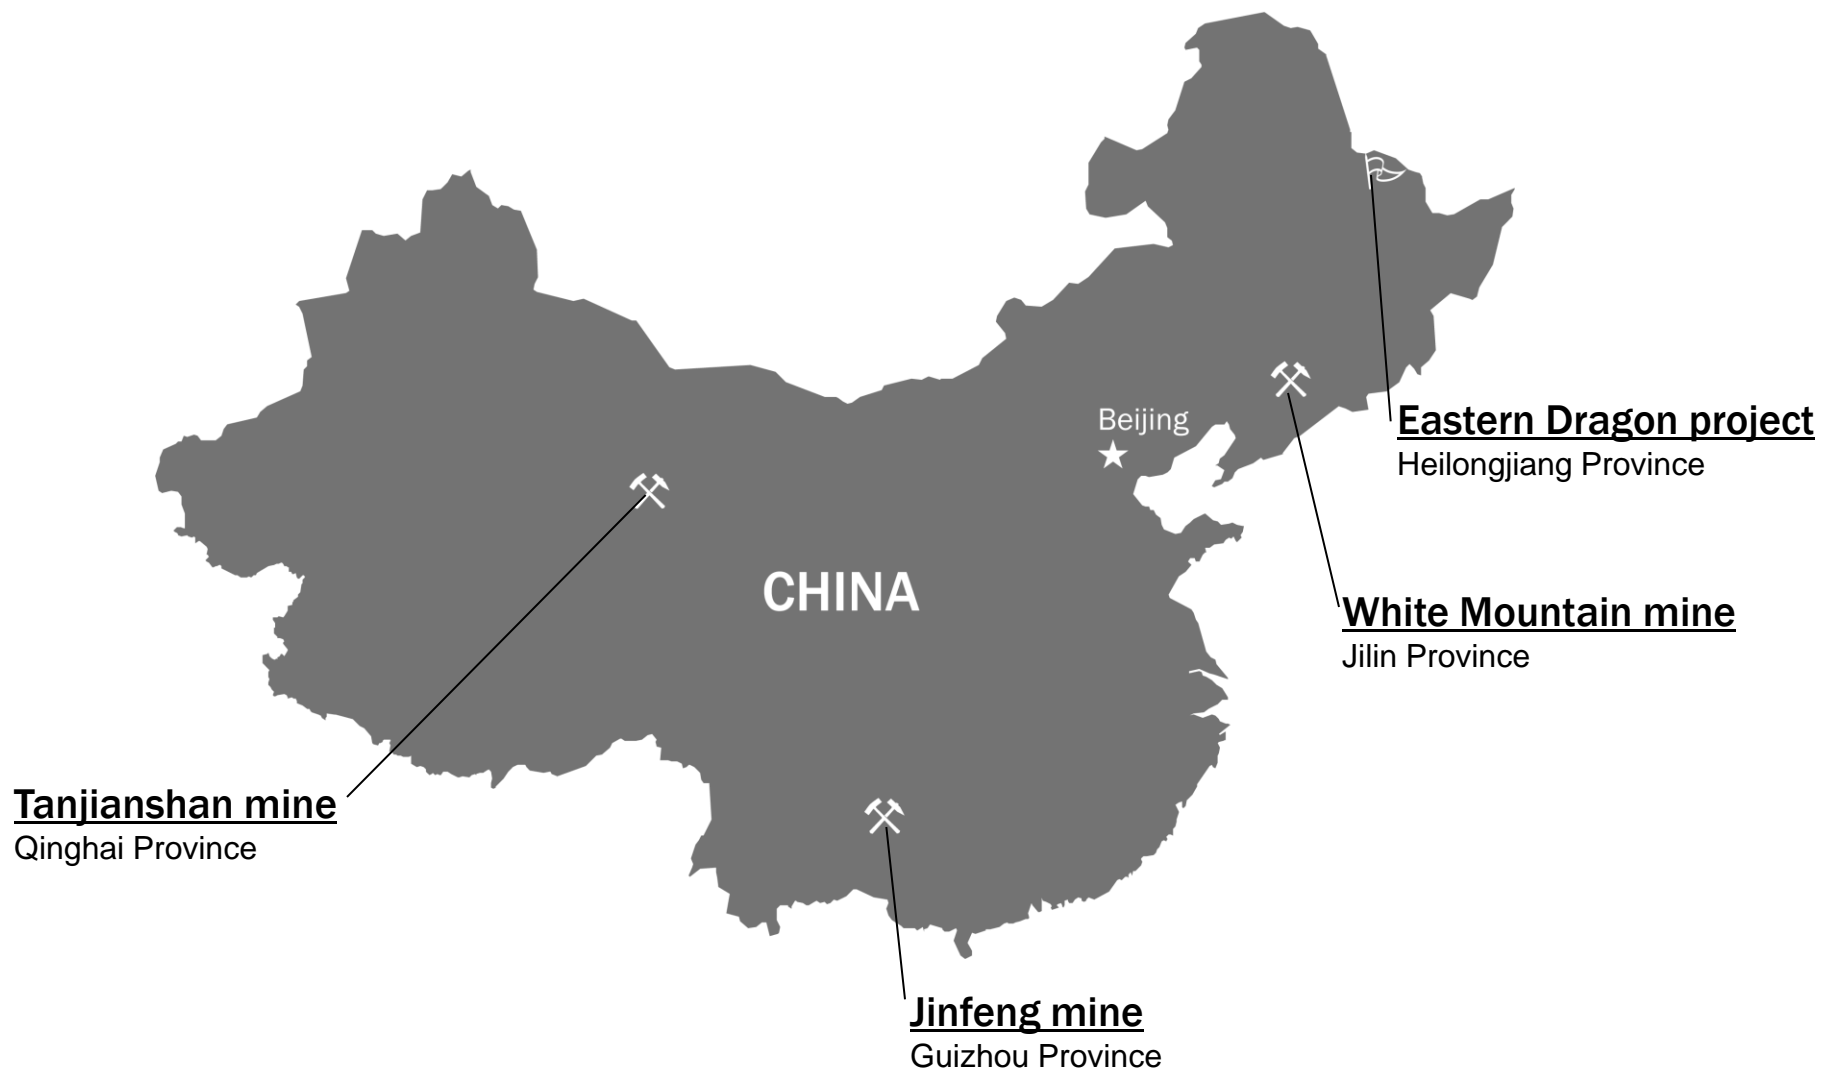 Beijing
Eastern Dragon project
Heilongjiang Province
CHINA
White Mountain mine
Jilin Province
Tanjianshan mine
Qinghai Province
Jinfeng mine
Guizhou Province